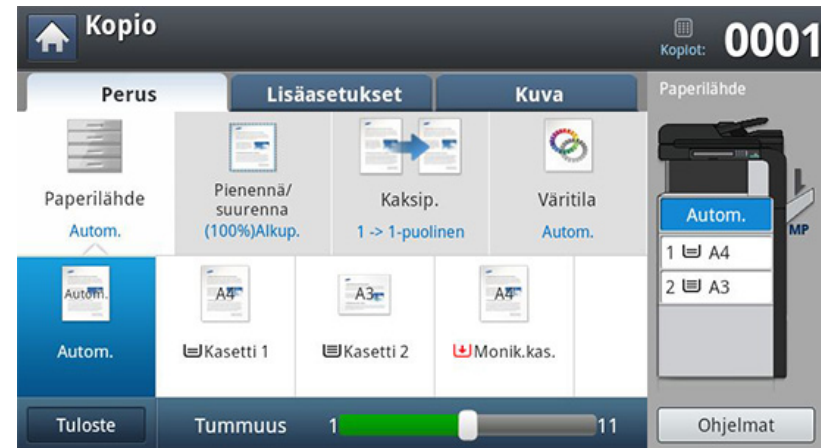 Kopio
Kopiot: 0001
Perus
Lisäasetukset
Kuva
Paperilähde
Paperilähde
Autom.
Pienennä/
suurenna
(100%)Alkup.
Kaksip.
1 -> 1-puolinen
Väritila
Autom.
Autom.
MP
1 A4
2 A3
Autom.
Autom.
A4
Kasetti 1
A3
Kasetti 2
A4
Monik.kas.
Tuloste
Tummuus 1 11
Ohjelmat